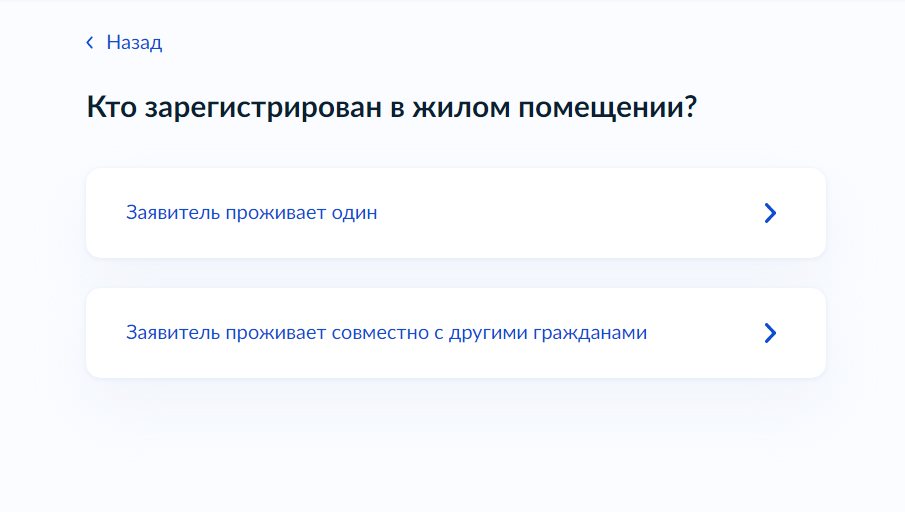 Назад
Кто зарегистрирован в жилом помещении?
Заявитель проживает один
Заявитель проживает совместно с другими гражданами